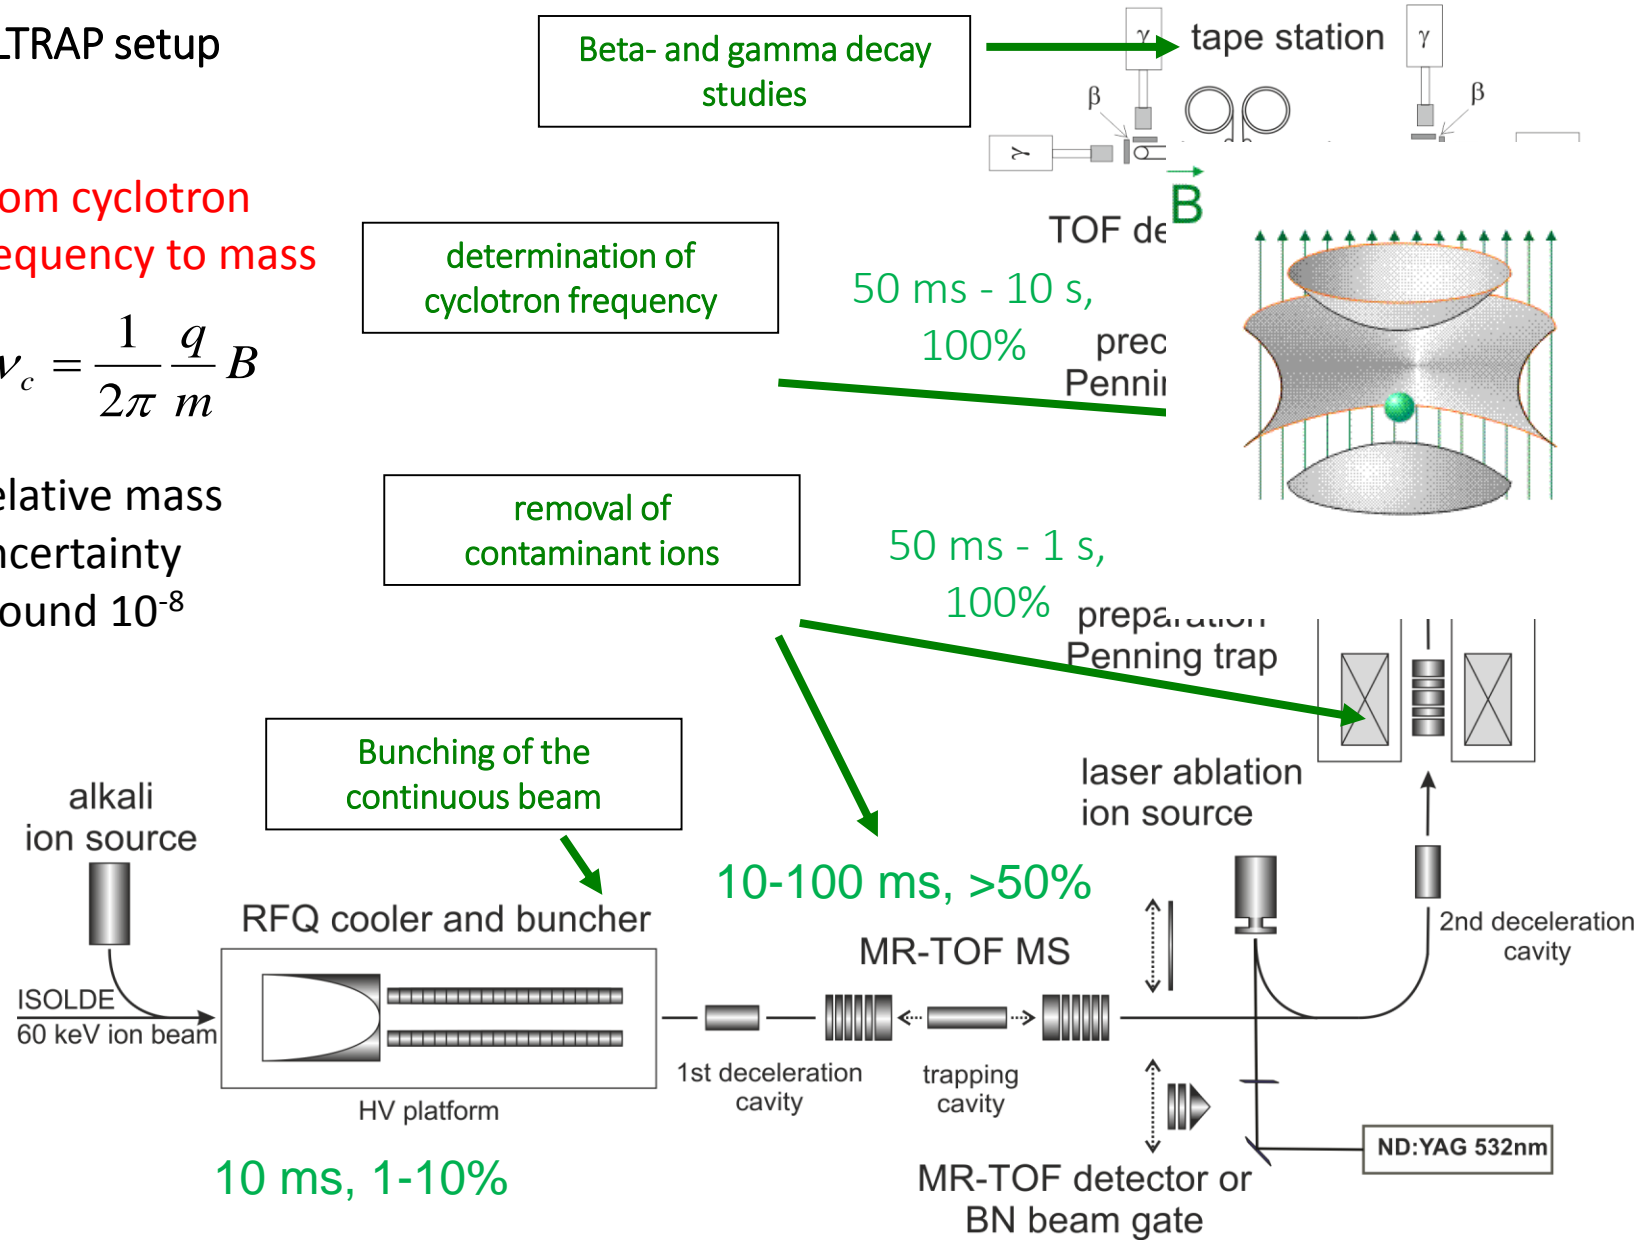 LTRAP setup
Beta- and gamma decay
studies
γ
tape station
γ
β
β
γ
B
om cyclotron
equency to mass
ν_c = 1/2π q/m B
determination of
cyclotron frequency
TOF de
50 ms - 10 s,
100%
prec
Pennin
elative mass
ncertainty
ound 10⁻⁸
removal of
contaminant ions
50 ms - 1 s,
100%
preparation
Penning trap
Bunching of the
continuous beam
alkali
ion source
laser ablation
ion source
10-100 ms, >50%
RFQ cooler and buncher
MR-TOF MS
2nd deceleration
cavity
ISOLDE
60 keV ion beam
1st deceleration
cavity
trapping
cavity
HV platform
ND:YAG 532nm
10 ms, 1-10%
MR-TOF detector or
BN beam gate